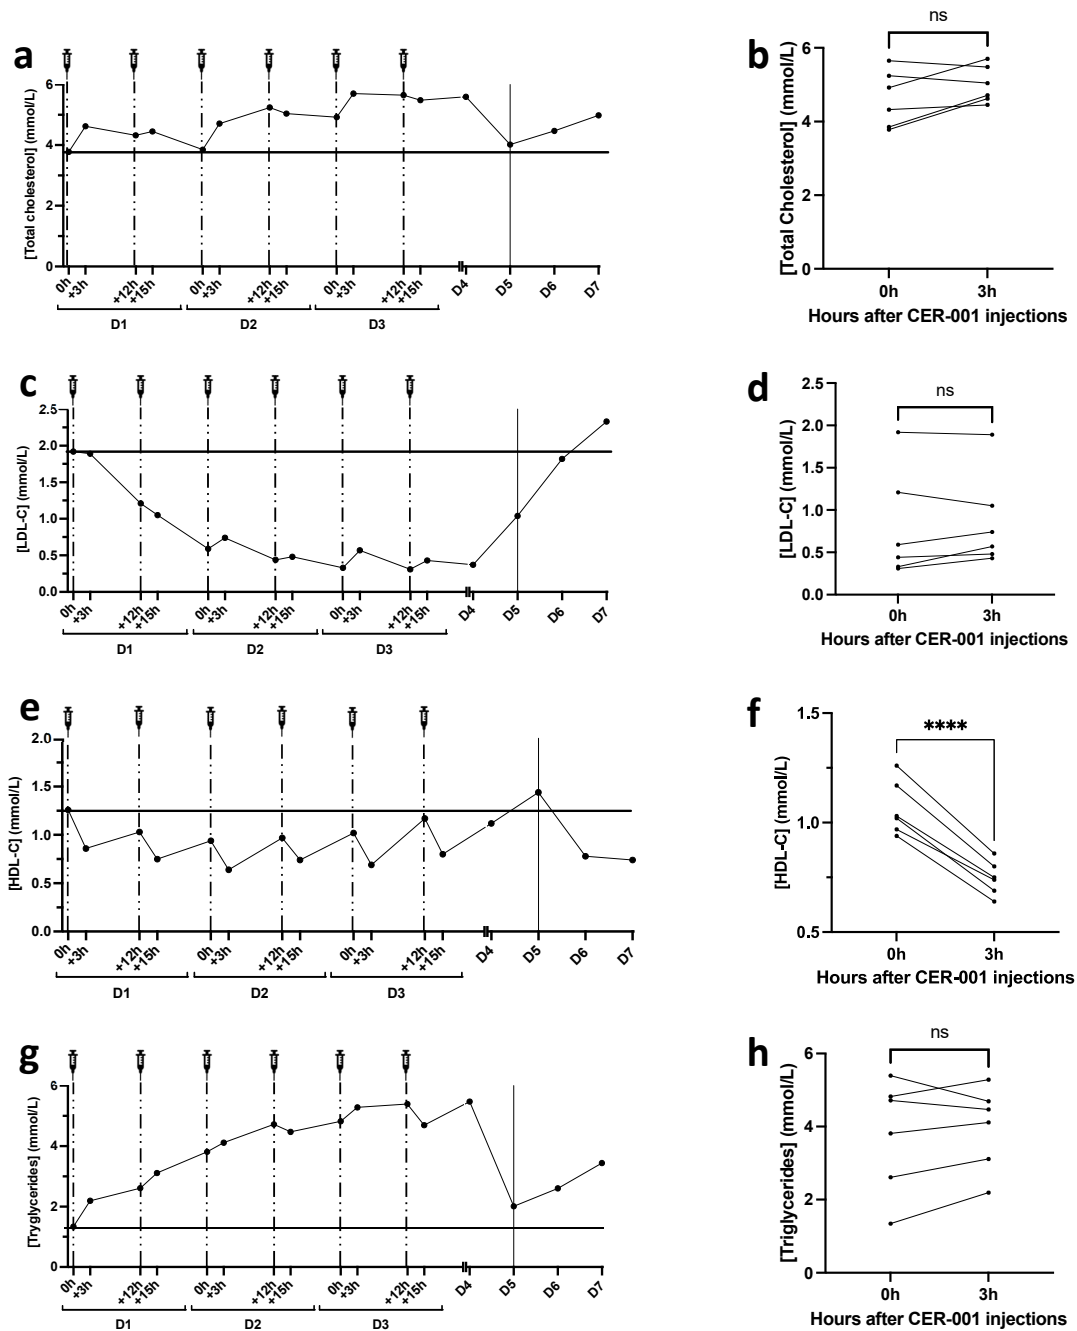 a
[Total cholesterol] (mmol/L)
6
4
2
0
0h +3h +12h +15h 0h +3h +12h +15h 0h +3h +12h +15h D4 D5 D6 D7
D1 D2 D3
b
ns
[Total Cholesterol] (mmol/L)
6
4
2
0
0h 3h
Hours after CER-001 injections
c
[LDL-C] (mmol/L)
2.5
2.0
1.5
1.0
0.5
0.0
0h +3h +12h +15h 0h +3h +12h +15h 0h +3h +12h +15h D4 D5 D6 D7
D1 D2 D3
d
ns
[LDL-C] (mmol/L)
2.5
2.0
1.5
1.0
0.5
0.0
0h 3h
Hours after CER-001 injections
e
[HDL-C] (mmol/L)
2.0
1.5
1.0
0.5
0.0
0h +3h +12h +15h 0h +3h +12h +15h 0h +3h +12h +15h D4 D5 D6 D7
D1 D2 D3
f
****
[HDL-C] (mmol/L)
1.5
1.0
0.5
0h 3h
Hours after CER-001 injections
g
[Tryglycerides] (mmol/L)
6
4
2
0
0h +3h +12h +15h 0h +3h +12h +15h 0h +3h +12h +15h D4 D5 D6 D7
D1 D2 D3
h
ns
[Triglycerides] (mmol/L)
6
4
2
0
0h 3h
Hours after CER-001 injections